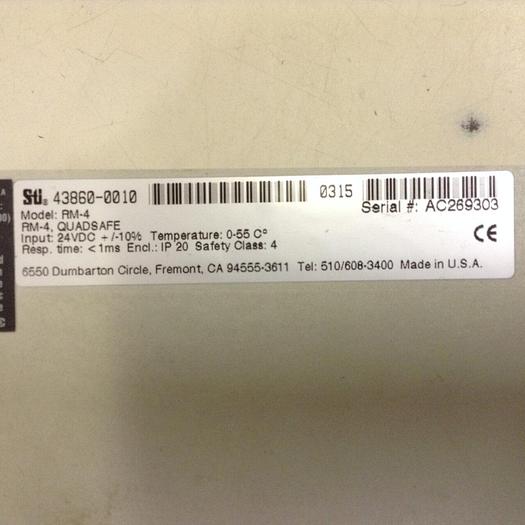 Sti® 43860-0010 0315
Serial #: AC269303
Model: RM-4
RM-4, QUADSAFE
Input: 24VDC +/-10% Temperature: 0-55 C°
Resp. time: <1ms Encl.: IP 20 Safety Class: 4
CE
6550 Dumbarton Circle, Fremont, CA 94555-3611 Tel: 510/608-3400 Made in U.S.A.